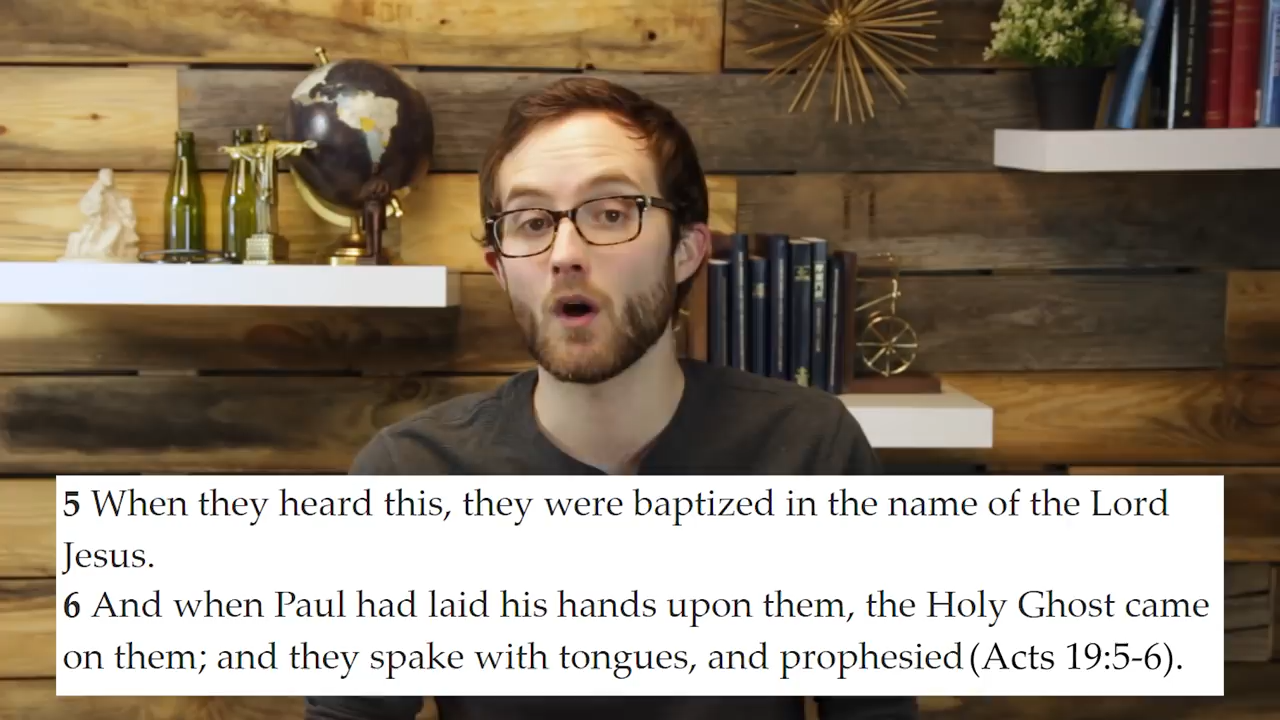 5 When they heard this, they were baptized in the name of the Lord
Jesus.
6 And when Paul had laid his hands upon them, the Holy Ghost came
on them; and they spake with tongues, and prophesied (Acts 19:5-6).